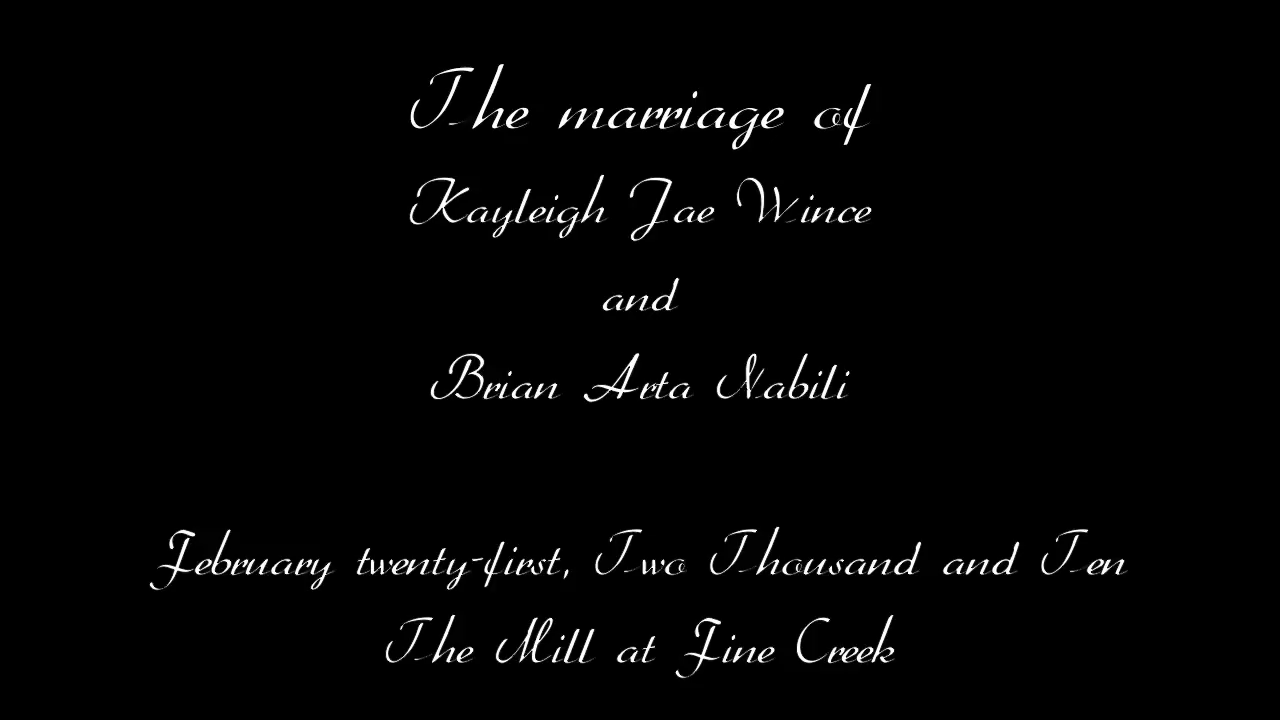 The marriage of
Kayleigh Jae Wince
and
Brian Arta Nabili
February twenty-first, Two Thousand and Ten
The Mill at Fine Creek